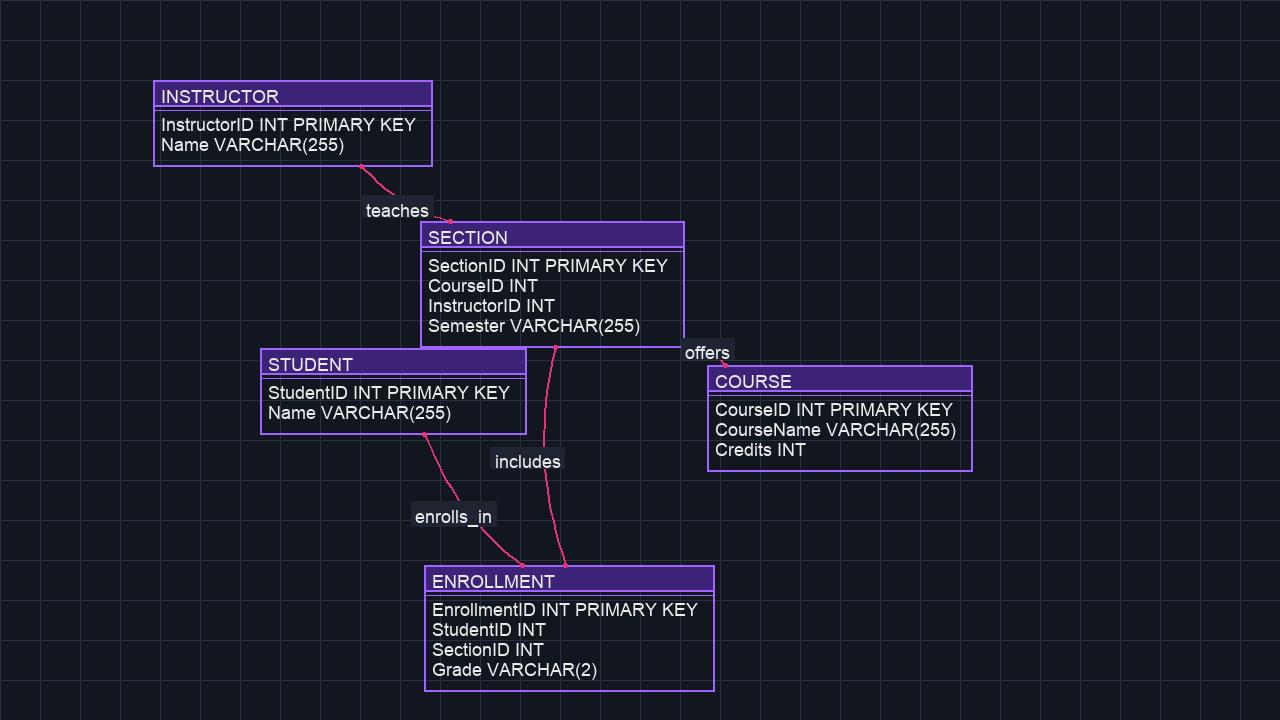 INSTRUCTOR
InstructorID INT PRIMARY KEY
Name VARCHAR(255)
teaches
SECTION
SectionID INT PRIMARY KEY
CourseID INT
InstructorID INT
Semester VARCHAR(255)
offers
STUDENT
StudentID INT PRIMARY KEY
Name VARCHAR(255)
COURSE
CourseID INT PRIMARY KEY
CourseName VARCHAR(255)
Credits INT
includes
enrolls_in
ENROLLMENT
EnrollmentID INT PRIMARY KEY
StudentID INT
SectionID INT
Grade VARCHAR(2)